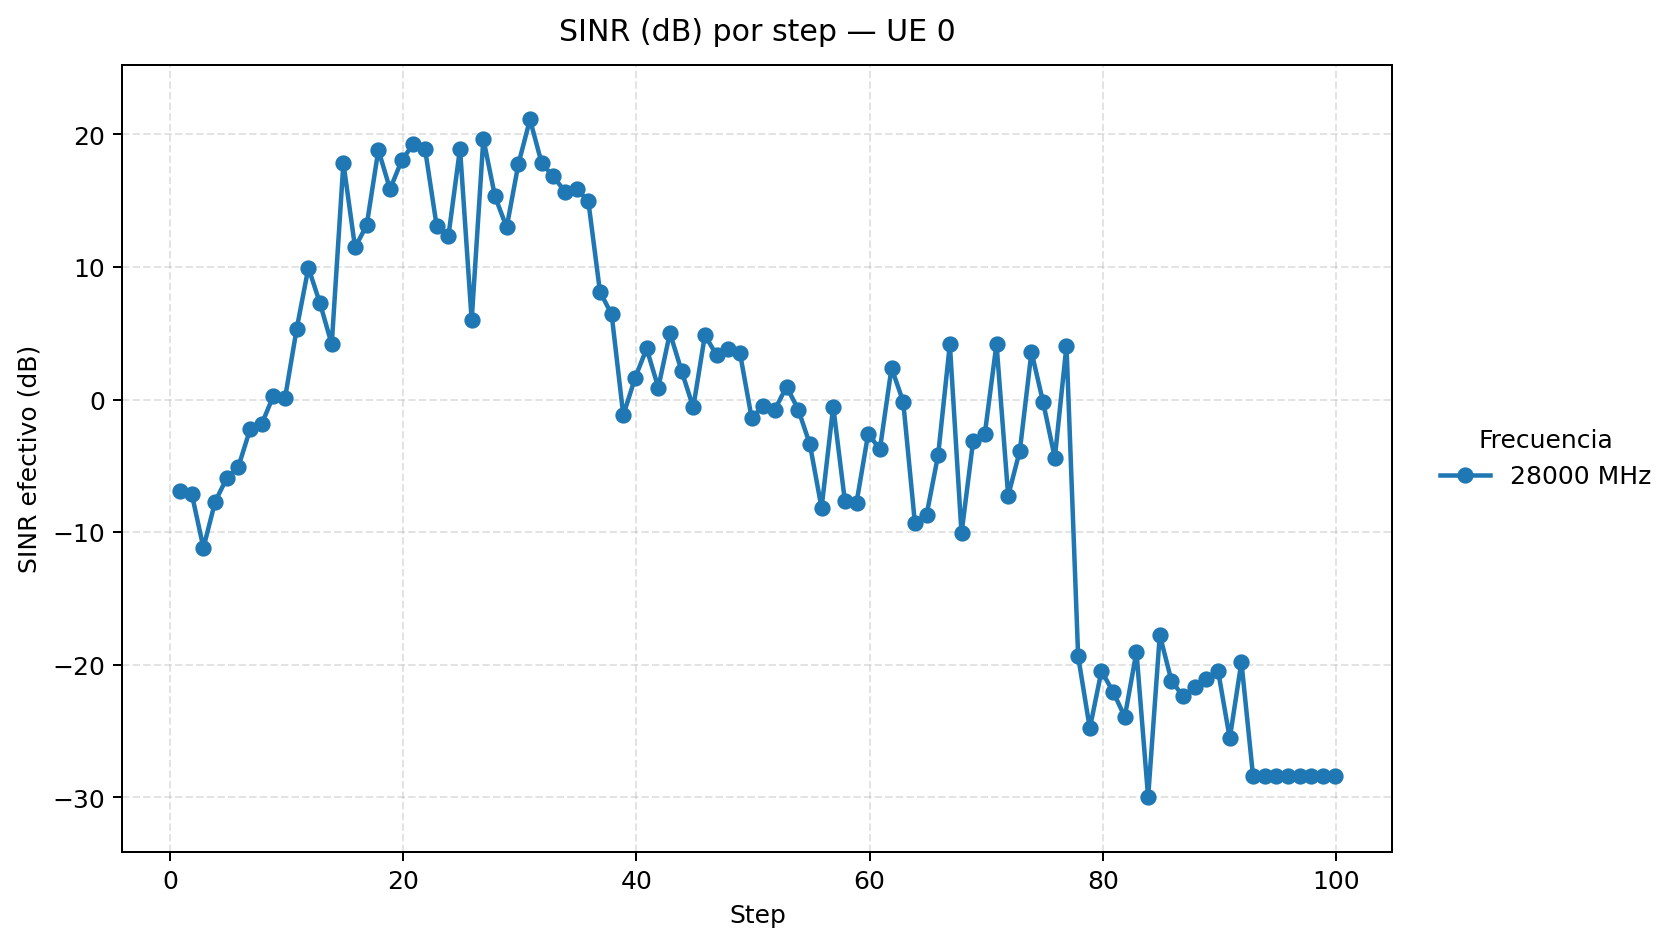 SINR (dB) por step — UE 0
SINR efectivo (dB)
20
10
0
−10
−20
−30
0
20
40
60
80
100
Step
Frecuencia
28000 MHz